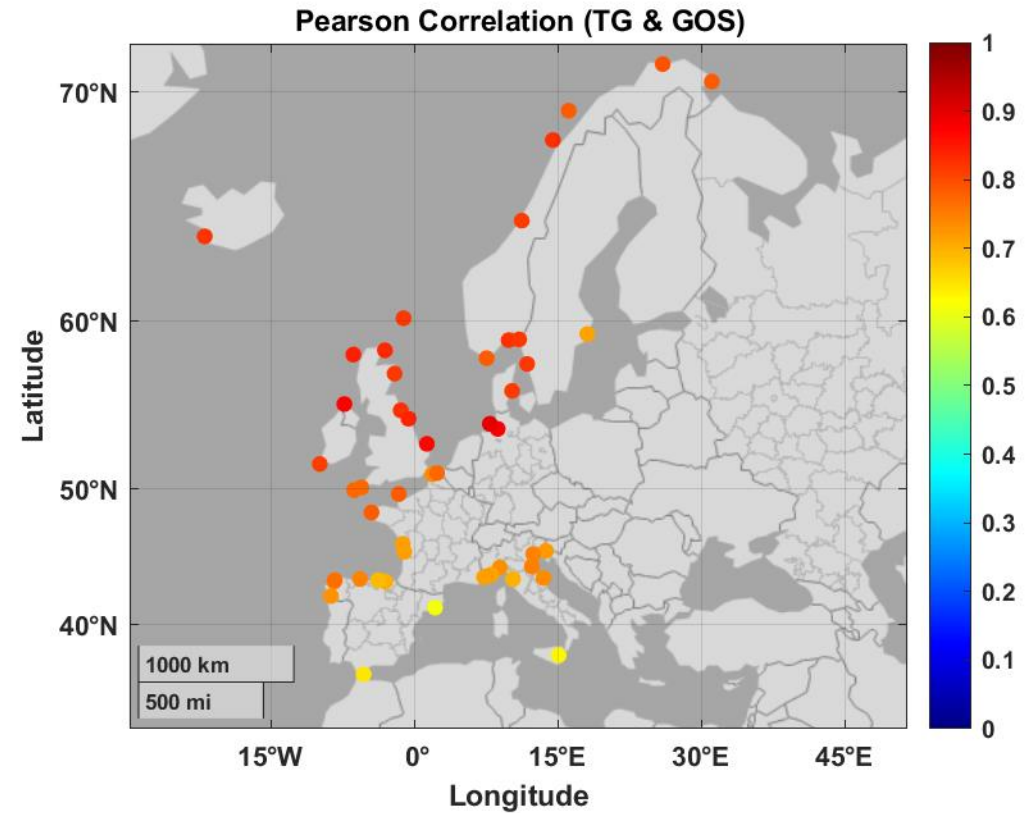 Pearson Correlation (TG & GOS)
70°N
60°N
50°N
40°N
Latitude
1000 km
500 mi
15°W
0°
15°E
30°E
45°E
Longitude
1
0.9
0.8
0.7
0.6
0.5
0.4
0.3
0.2
0.1
0